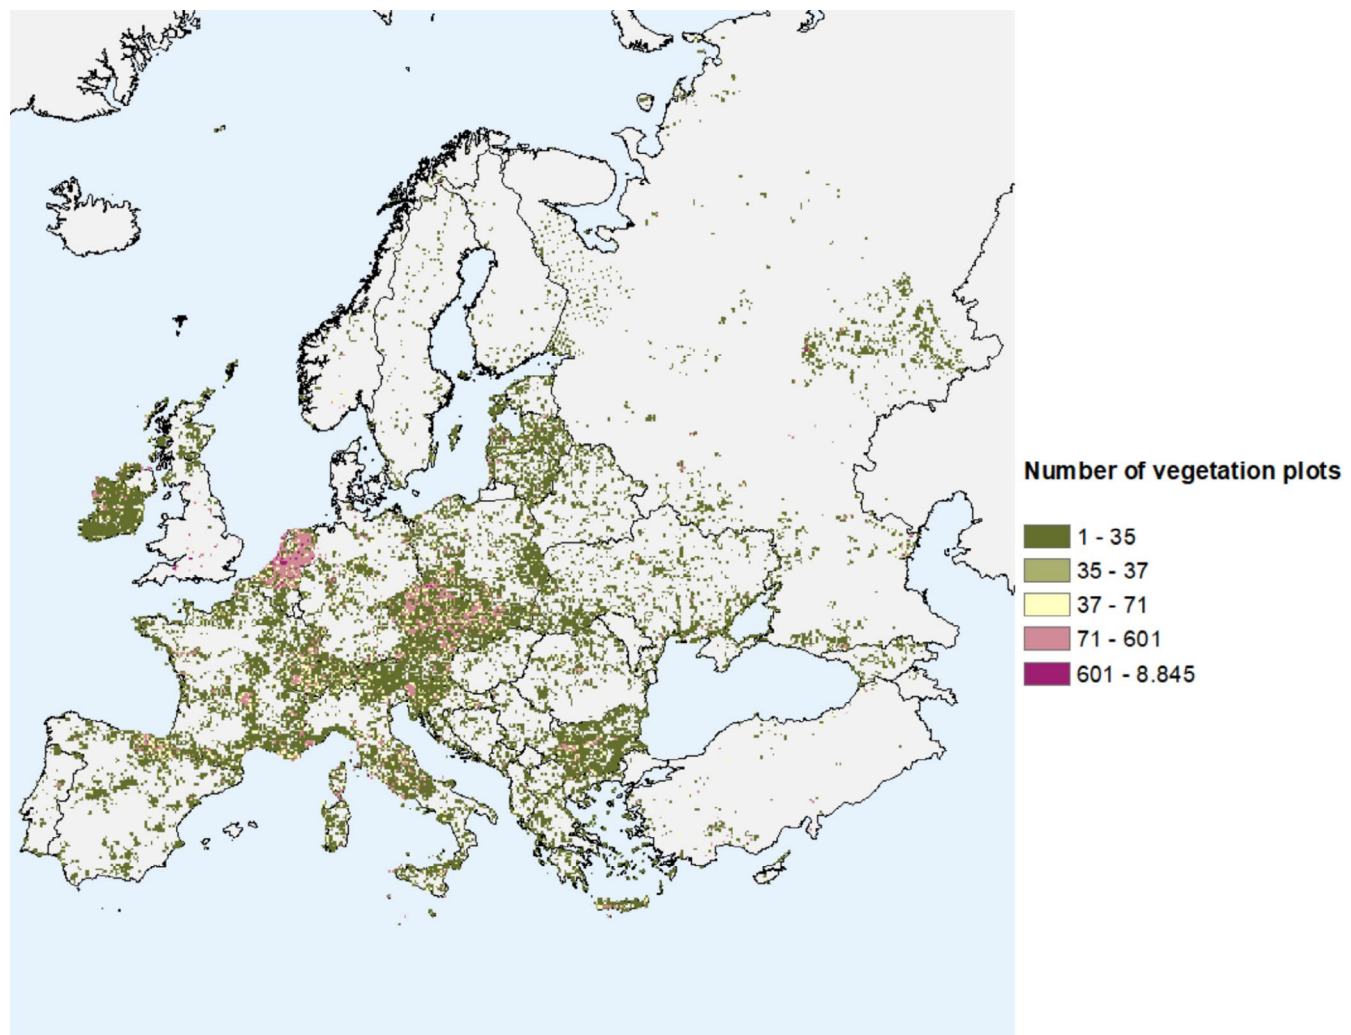 Number of vegetation plots
1 - 35
35 - 37
37 - 71
71 - 601
601 - 8.845